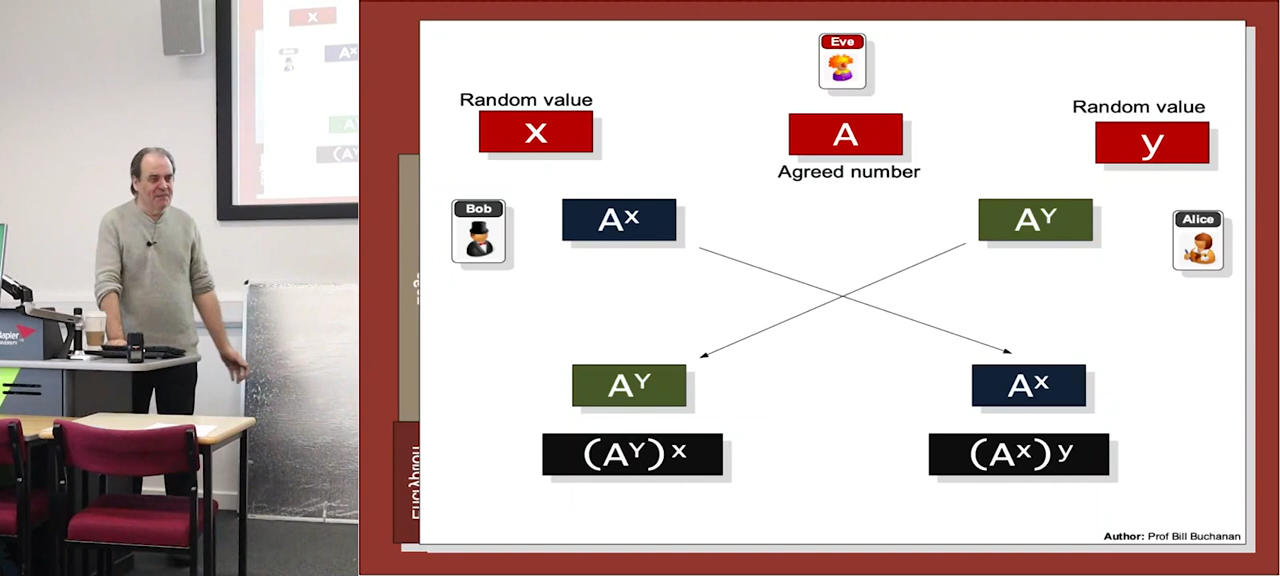 Eve
Random value
x
A
Random value
y
Agreed number
Bob
Aˣ
Aʸ
Alice
Aʸ
Aˣ
(Aʸ)ˣ
(Aˣ)ʸ
Author: Prof Bill Buchanan
x